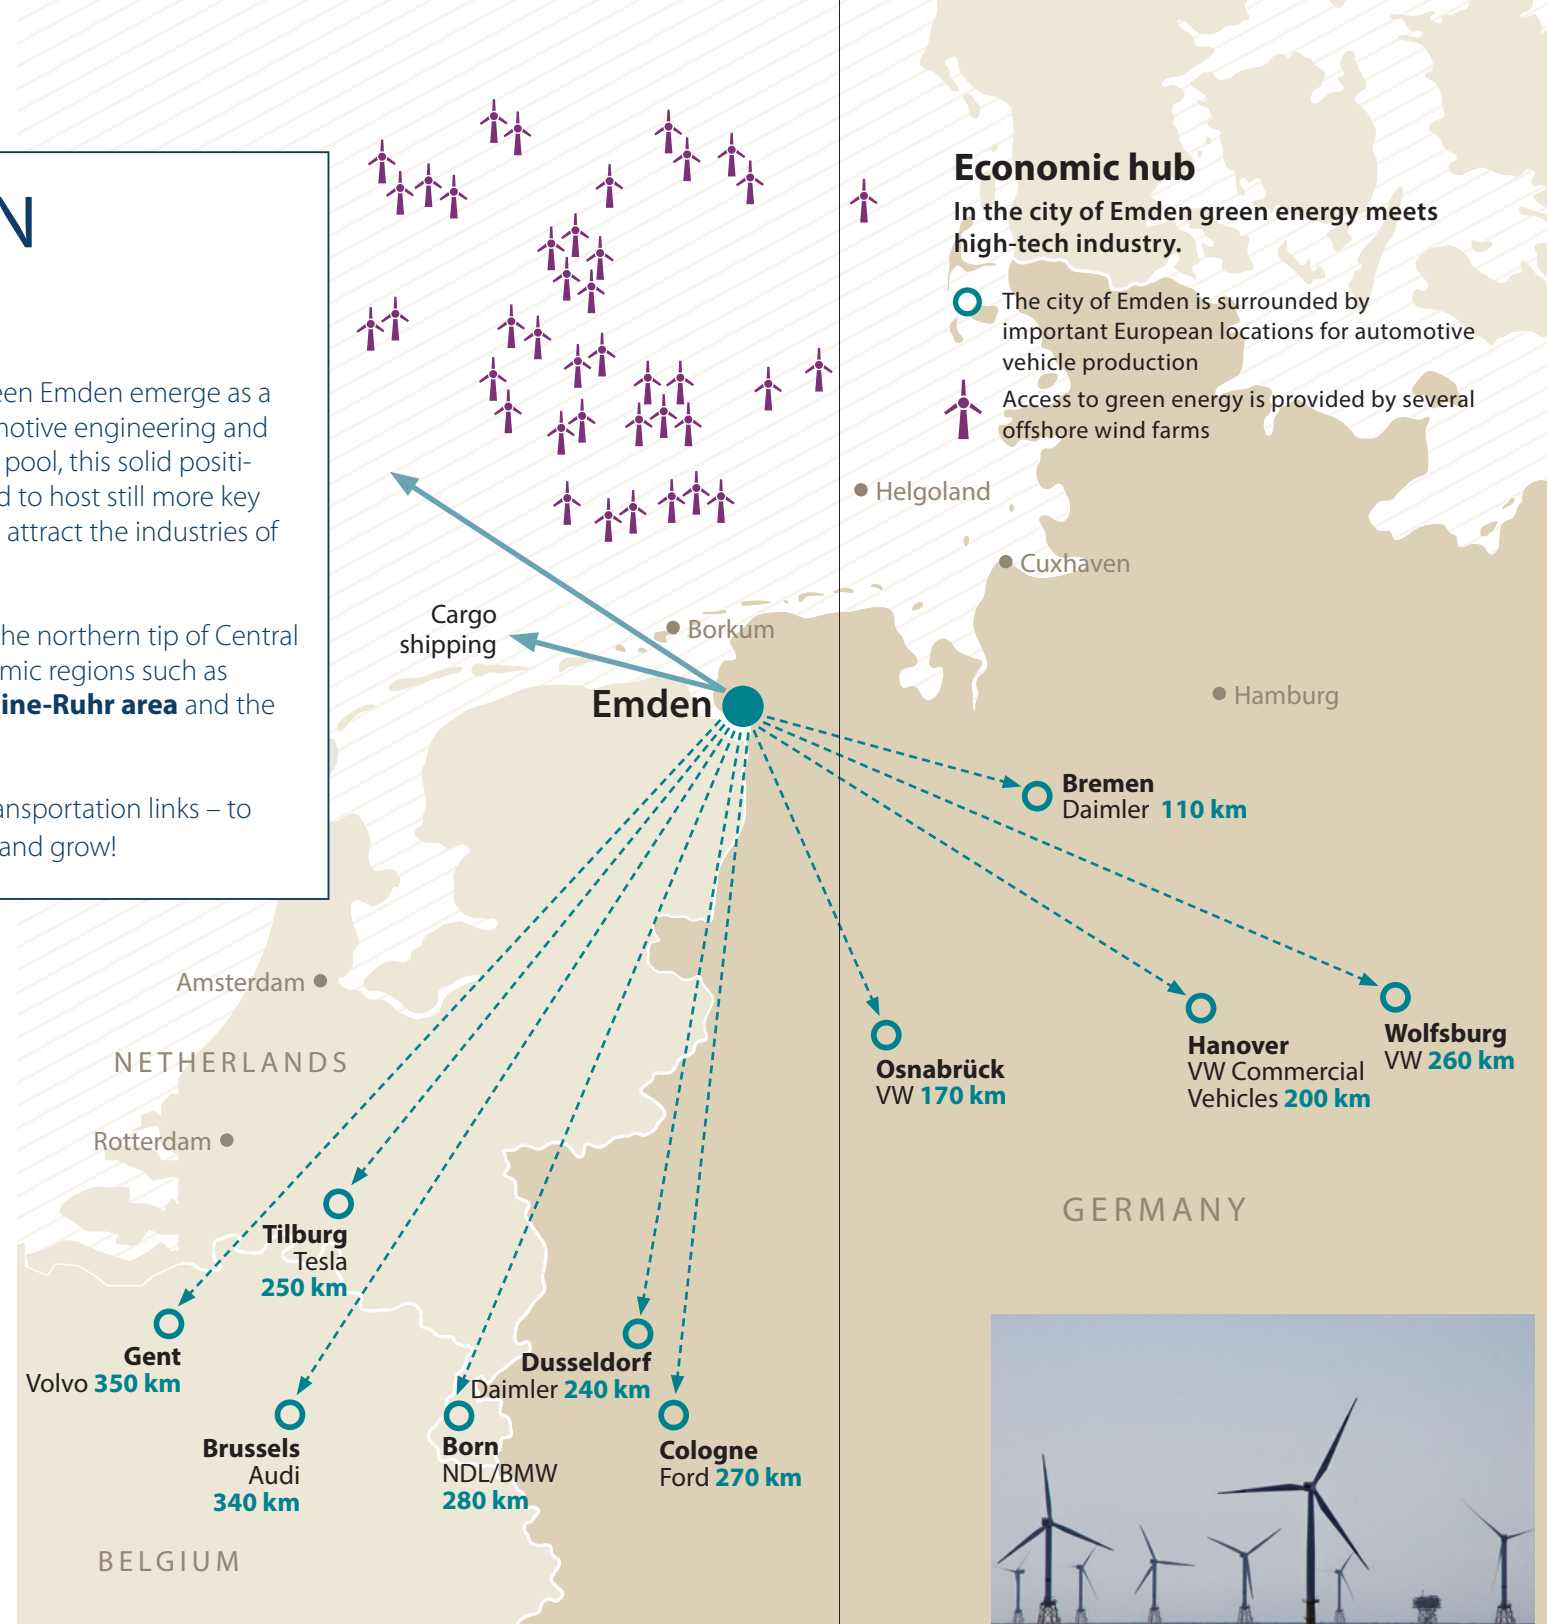 N
een Emden emerge as a
motive engineering and
pool, this solid positi-
d to host still more key
attract the industries of
he northern tip of Central
mic regions such as
ine-Ruhr area and the
ansportation links – to
and grow!
Economic hub
In the city of Emden green energy meets
high-tech industry.
The city of Emden is surrounded by
important European locations for automotive
vehicle production
Access to green energy is provided by several
offshore wind farms
Helgoland
Cuxhaven
Cargo
shipping
Borkum
Emden
Hamburg
Bremen
Daimler 110 km
Amsterdam
NETHERLANDS
Rotterdam
Osnabrück
VW 170 km
Hanover
VW Commercial
Vehicles 200 km
Wolfsburg
VW 260 km
GERMANY
Tilburg
Tesla
250 km
Gent
Volvo 350 km
Dusseldorf
Daimler 240 km
Brussels
Audi
340 km
Born
NDL/BMW
280 km
Cologne
Ford 270 km
BELGIUM